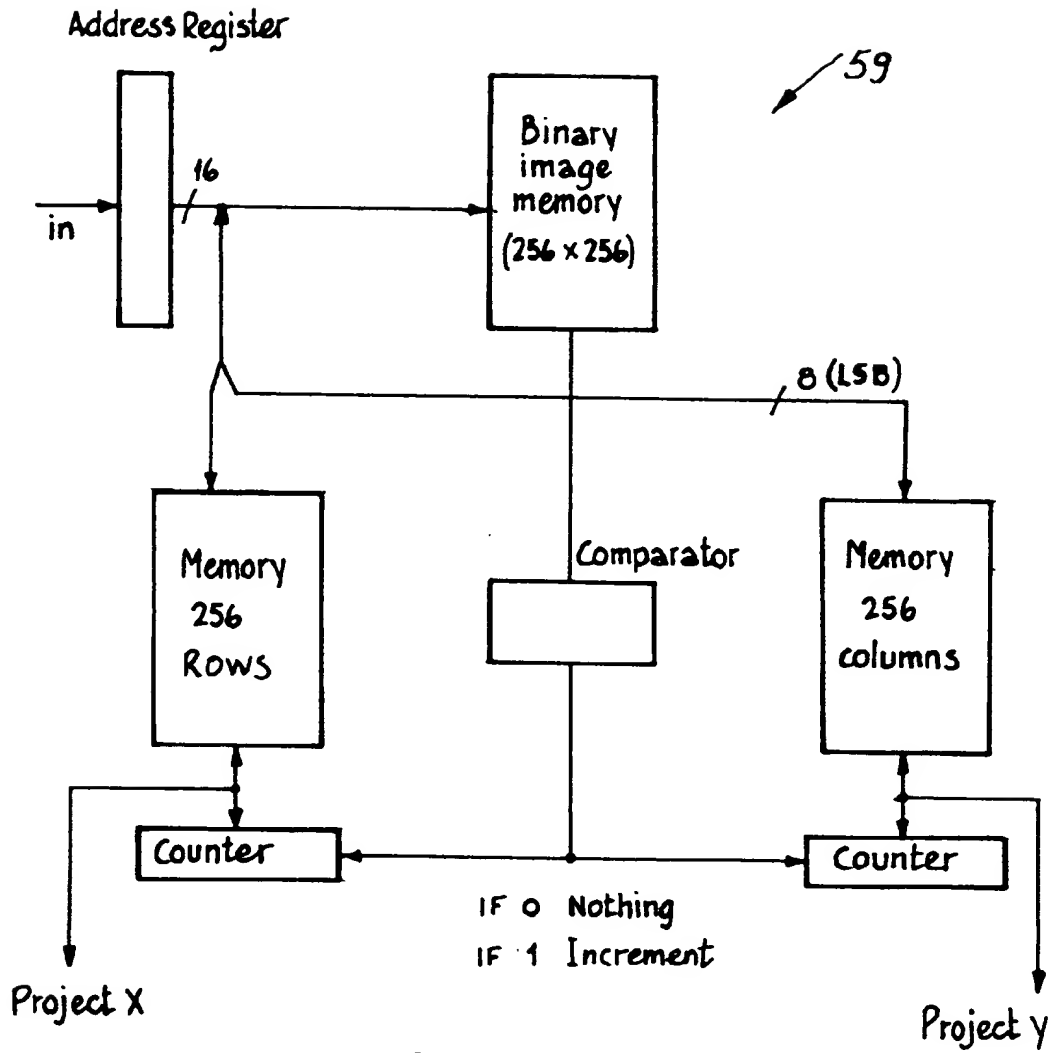 Address Register
59
in
16
Binary
image
memory
(256 x 256)
8 (LSB)
Memory
256
Rows
Comparator
Memory
256
columns
Counter
Counter
IF 0 Nothing
IF 1 Increment
Project X
Project Y